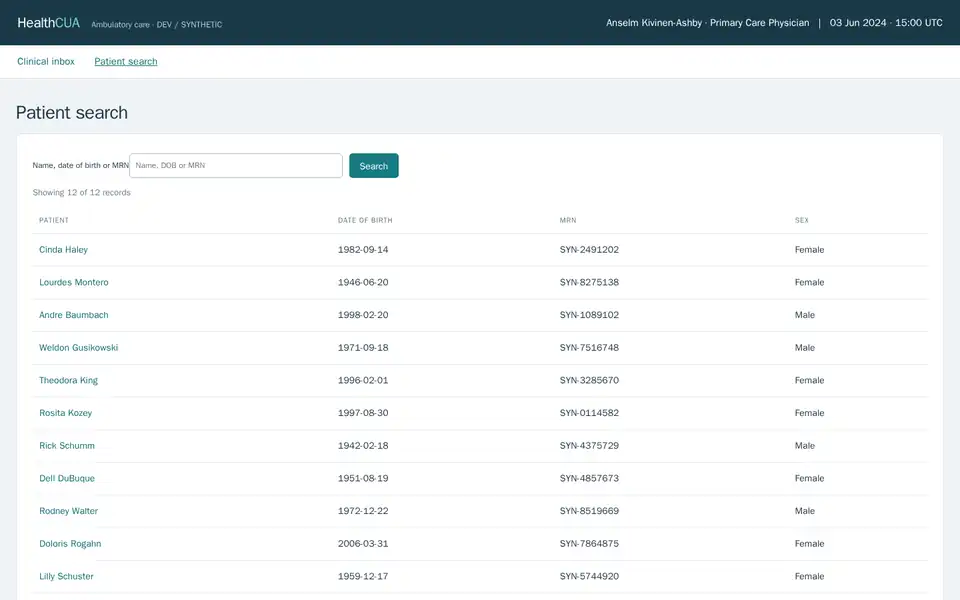 HealthCUA Ambulatory care · DEV / SYNTHETIC Anselm Kivinen-Ashby · Primary Care Physician | 03 Jun 2024 · 15:00 UTC
Clinical inbox Patient search
Patient search
Name, date of birth or MRN Name, DOB or MRN Search
Showing 12 of 12 records
PATIENT DATE OF BIRTH MRN SEX
Cinda Haley 1982-09-14 SYN-2491202 Female
Lourdes Montero 1946-06-20 SYN-8275138 Female
Andre Baumbach 1998-02-20 SYN-1089102 Male
Weldon Gusikowski 1971-09-18 SYN-7516748 Male
Theodora King 1996-02-01 SYN-3285670 Female
Rosita Kozey 1997-08-30 SYN-0114582 Female
Rick Schumm 1942-02-18 SYN-4375729 Male
Dell DuBuque 1951-08-19 SYN-4857673 Female
Rodney Walter 1972-12-22 SYN-8519669 Male
Doloris Rogahn 2006-03-31 SYN-7864875 Female
Lilly Schuster 1959-12-17 SYN-5744920 Female